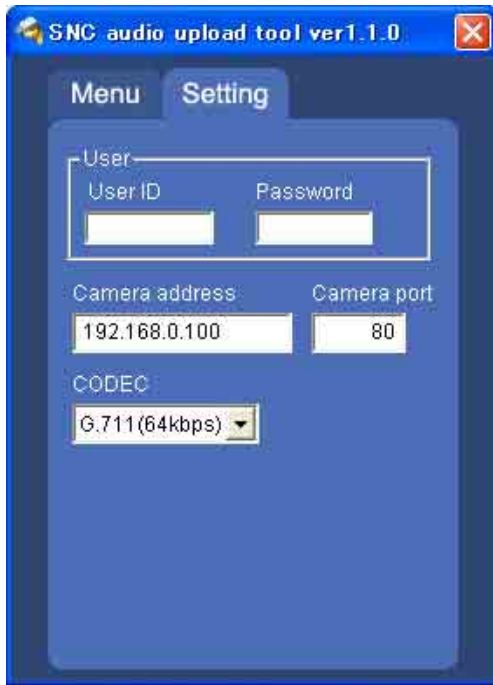 SNC audio upload tool ver1.1.0
Menu Setting
User
User ID Password
Camera address Camera port
192.168.0.100 80
CODEC
G.711(64kbps)